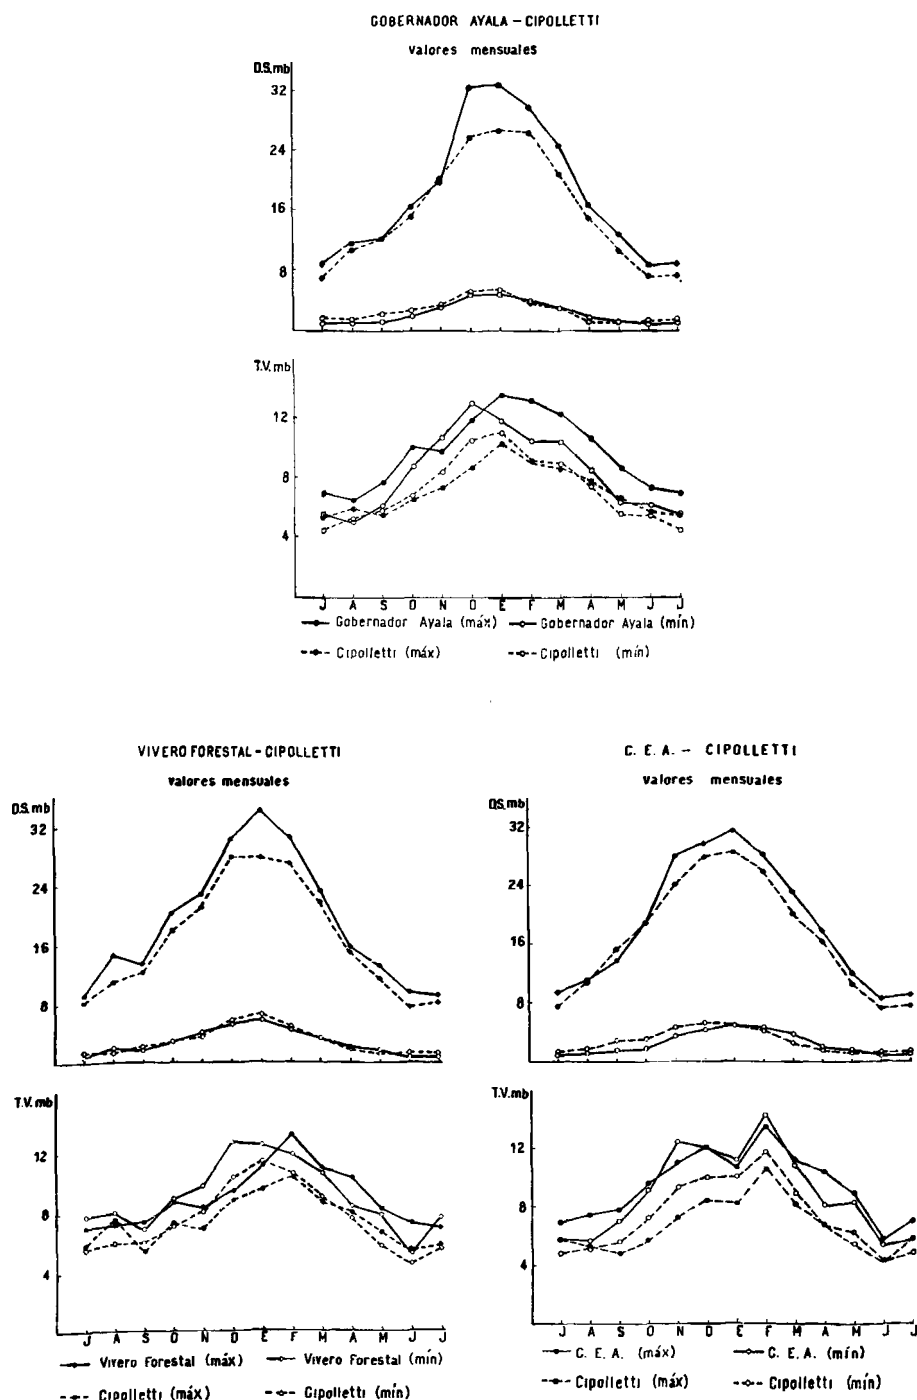 GOBERNADOR AYALA - CIPOLLETTI
valores mensuales
D.S. mb
32
24
16
8
T.V. mb
12
8
4
J A S O N D E F M A M J J
Gobernador Ayala (máx) Gobernador Ayala (mín)
Cipolletti (máx) Cipolletti (mín)
VIVERO FORESTAL - CIPOLLETTI
valores mensuales
D.S. mb
32
24
16
8
T.V. mb
12
8
4
J A S O N D E F M A M J J
Vivero Forestal (máx) Vivero Forestal (mín)
Cipolletti (máx) Cipolletti (mín)
C. E. A. - CIPOLLETTI
valores mensuales
D.S. mb
32
24
16
8
T.V. mb
12
8
4
J A S O N D E F M A M J J
C. E. A. (máx) C. E. A. (mín)
Cipolletti (máx) Cipolletti (mín)